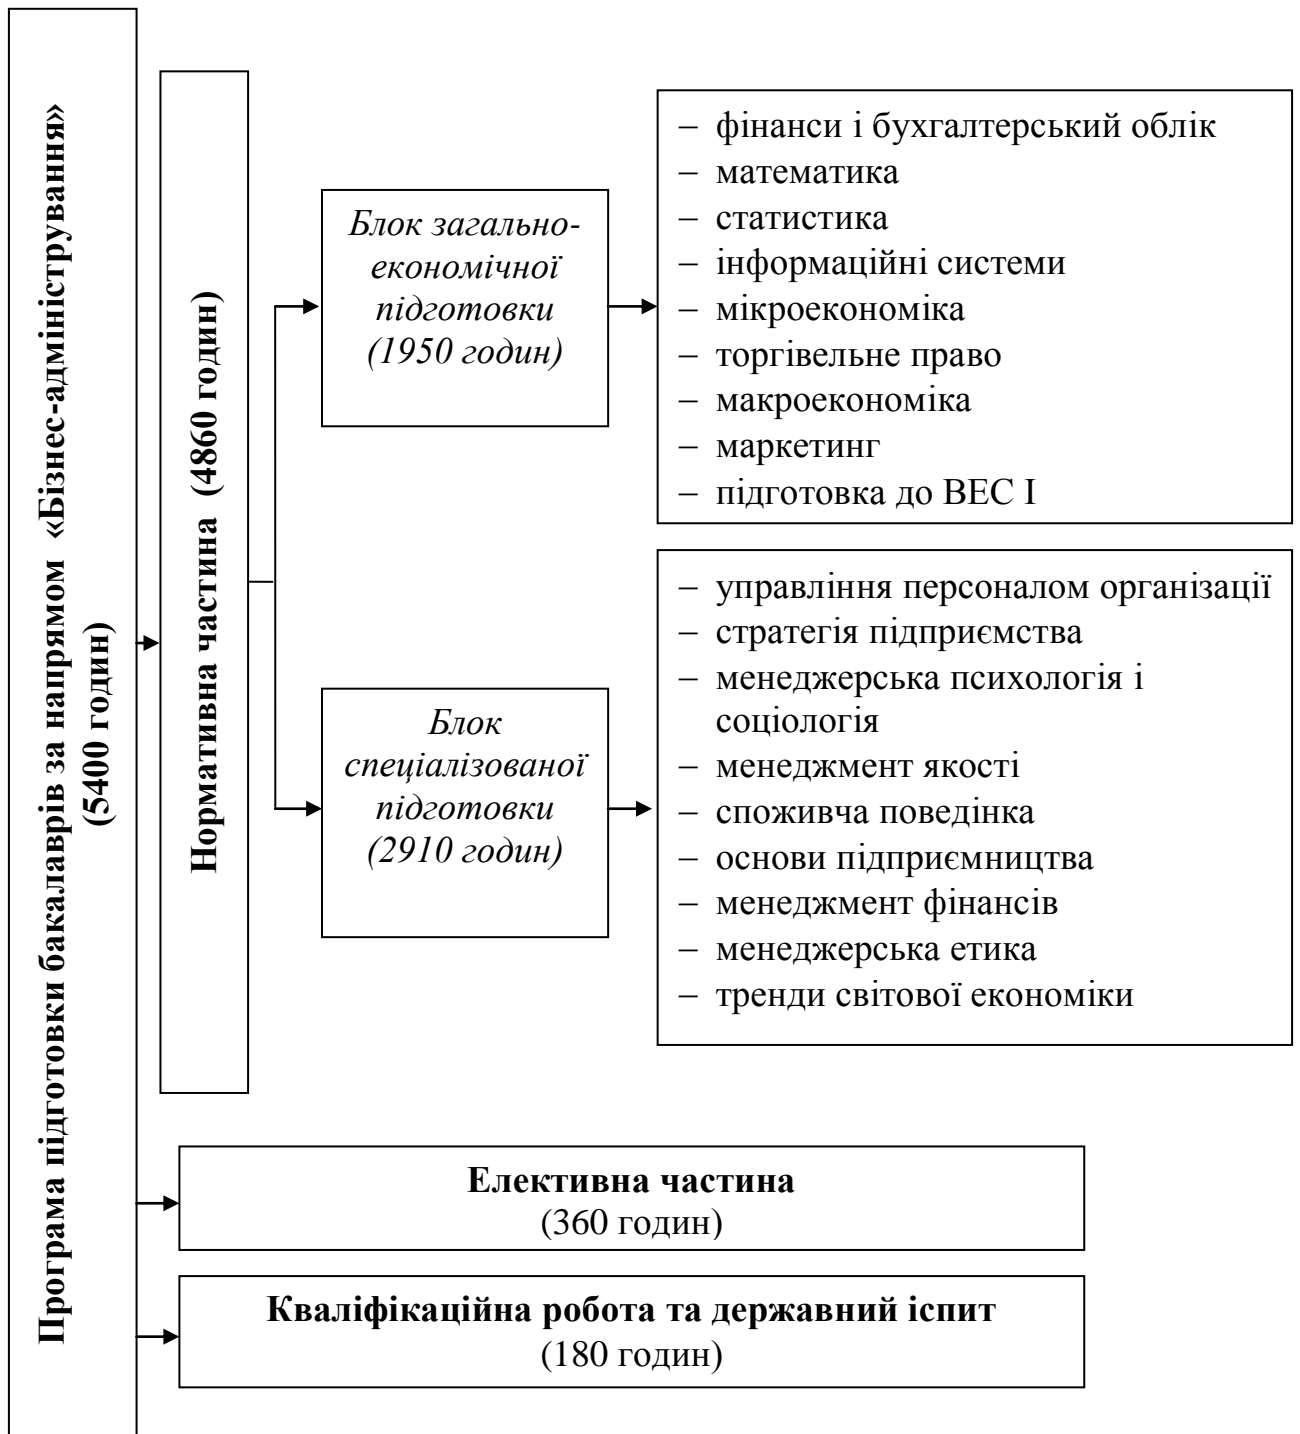 Програма підготовки бакалаврів за напрямом «Бізнес-адміністрування»
(5400 годин)
Нормативна частина (4860 годин)
Блок загально-
економічної
підготовки
(1950 годин)
– фінанси і бухгалтерський облік
– математика
– статистика
– інформаційні системи
– мікроекономіка
– торгівельне право
– макроекономіка
– маркетинг
– підготовка до ВЕС І
Блок
спеціалізованої
підготовки
(2910 годин)
– управління персоналом організації
– стратегія підприємства
– менеджерська психологія і
соціологія
– менеджмент якості
– споживча поведінка
– основи підприємництва
– менеджмент фінансів
– менеджерська етика
– тренди світової економіки
Елективна частина
(360 годин)
Кваліфікаційна робота та державний іспит
(180 годин)